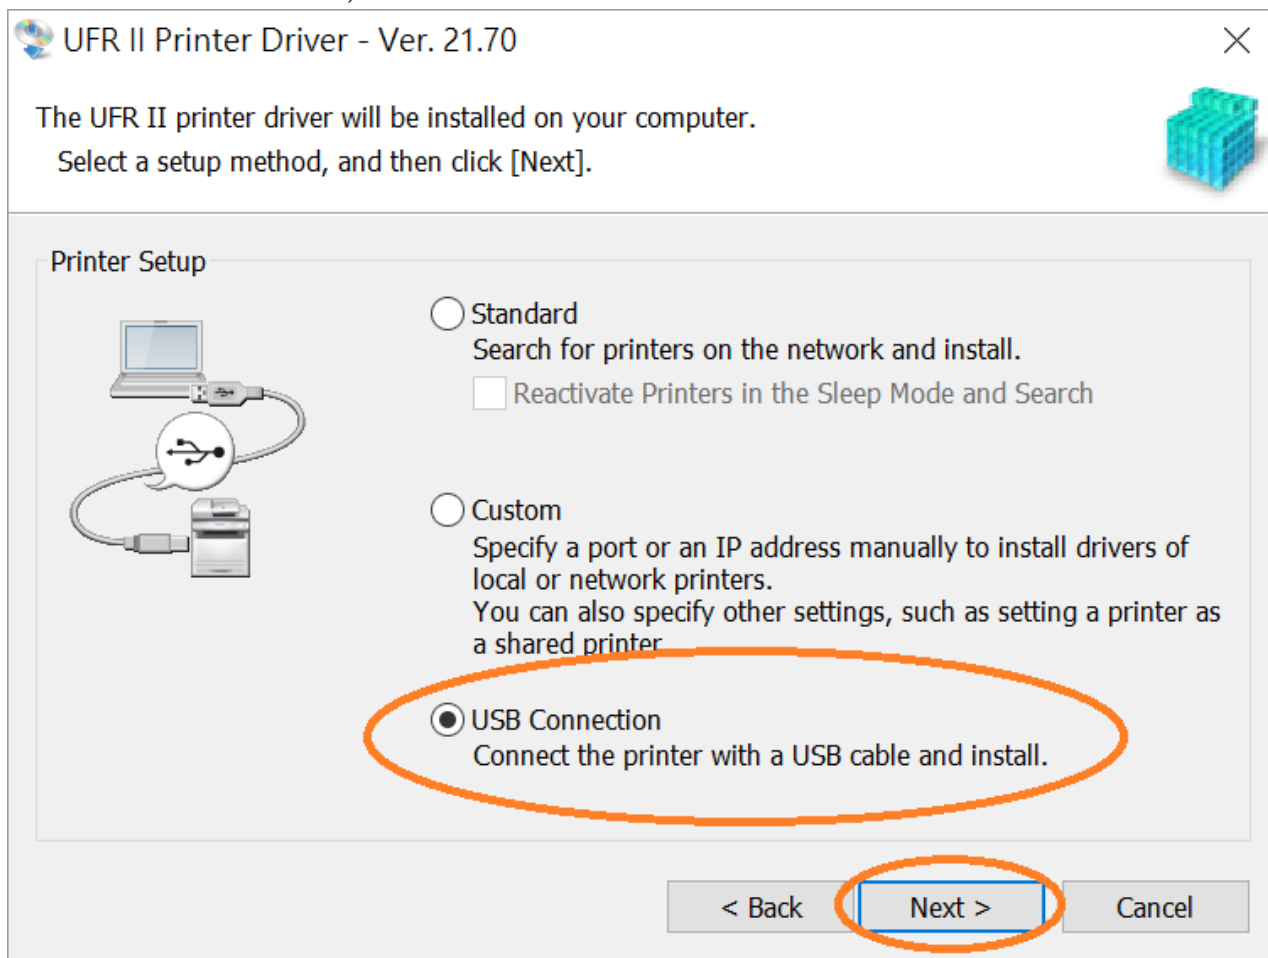 UFR II Printer Driver - Ver. 21.70
The UFR II printer driver will be installed on your computer.
Select a setup method, and then click [Next].
Printer Setup
Standard
Search for printers on the network and install.
Reactivate Printers in the Sleep Mode and Search
Custom
Specify a port or an IP address manually to install drivers of
local or network printers.
You can also specify other settings, such as setting a printer as
a shared printer
USB Connection
Connect the printer with a USB cable and install.
< Back
Next >
Cancel